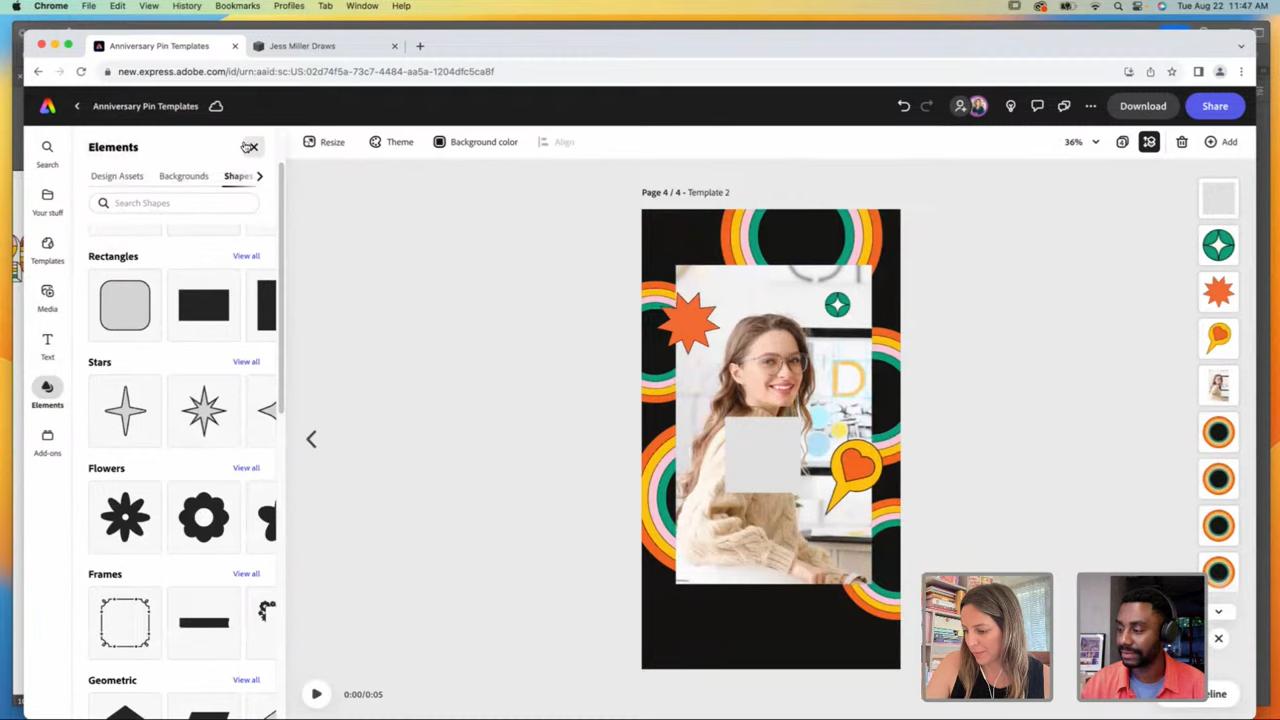 Chrome File Edit View History Bookmarks Profiles Tab Window Help
Tue Aug 22 11:47 AM
Anniversary Pin Templates
Jess Miller Draws
new.express.adobe.com/id/urn:aaid:sc:US:02d74f5a-73c7-4484-aa5a-1204dfc5ca8f
Anniversary Pin Templates
Download
Share
Search
Your stuff
Templates
Media
Text
Elements
Add-ons
Elements
Design Assets Backgrounds Shapes
Search Shapes
Rectangles View all
Stars View all
Flowers View all
Frames View all
Geometric View all
Resize Theme Background color Align
36%
Add
Page 4 / 4 - Template 2
D
0:00/0:05
eline